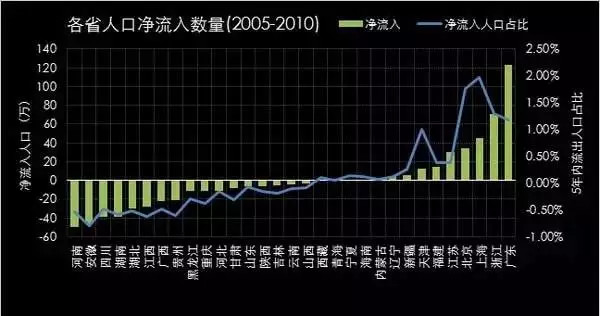 各省人口净流入数量(2005-2010)
净流入
净流入人口占比
净流入人口（万）
140
120
100
80
60
40
20
0
-20
-40
-60
2.50%
2.00%
1.50%
1.00%
0.50%
0.00%
-0.50%
-1.00%
5年内流出人口占比
河南
安徽
四川
湖南
湖北
江西
广西
贵州
黑龙江
重庆
河北
甘肃
山东
陕西
吉林
云南
山西
西藏
青海
宁夏
海南
内蒙古
辽宁
新疆
天津
福建
江苏
北京
上海
浙江
广东